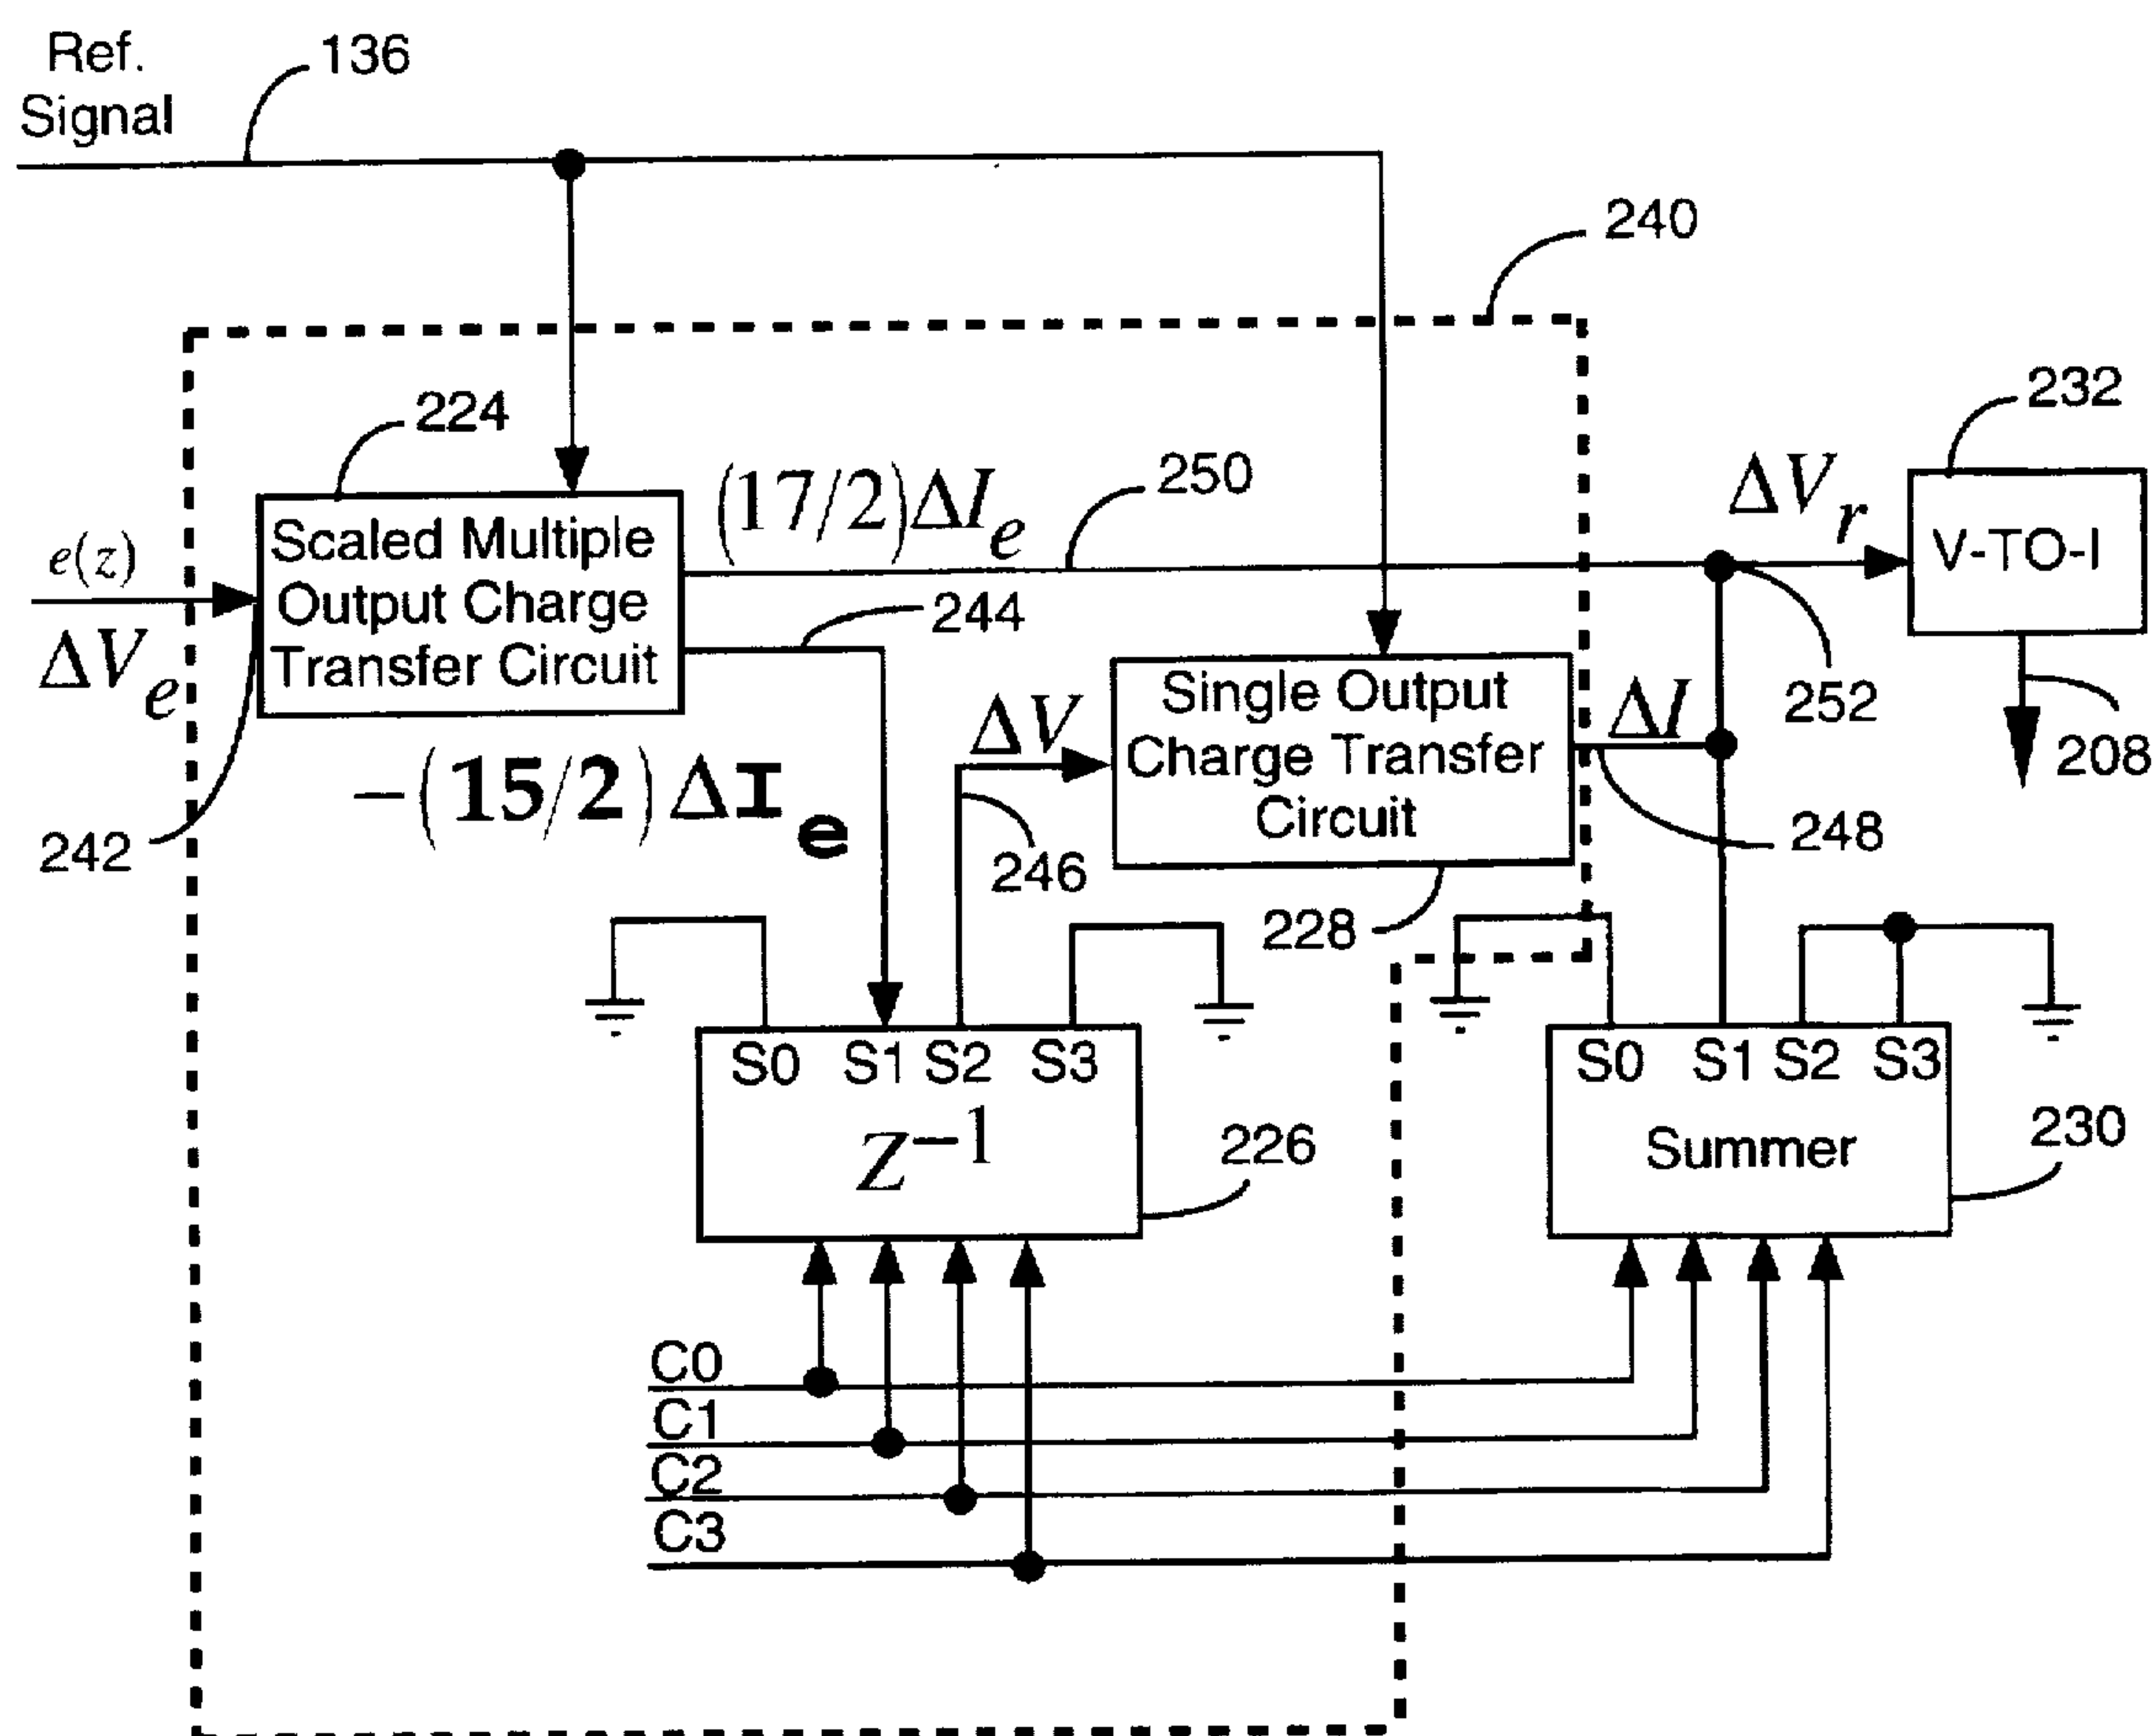 Ref.
Signal
136
240
224
232
(17/2)ΔI_e
250
ΔV_r
e(z)
ΔV_e
Scaled Multiple
Output Charge
Transfer Circuit
V-TO-I
244
252
208
−(15/2)ΔI_e
242
ΔV
246
Single Output
Charge Transfer
Circuit
ΔI
248
228
S0 S1 S2 S3
Z⁻¹
226
S0 S1 S2 S3
Summer
230
C0
C1
C2
C3